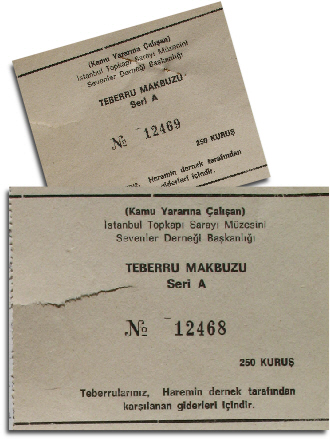 (Kamu Yararına Çalışan)
İstanbul Topkapı Sarayı Müzesini
Sevenler Derneği Başkanlığı
TEBERRU MAKBUZU
Seri A
No 12469
250 KURUŞ
Haremin dernek tarafından
giderleri içindir.
(Kamu Yararına Çalışan)
İstanbul Topkapı Sarayı Müzesini
Sevenler Derneği Başkanlığı
TEBERRU MAKBUZU
Seri A
No 12468
250 KURUŞ
Teberrularınız, Haremin dernek tarafından
karşılanan giderleri içindir.